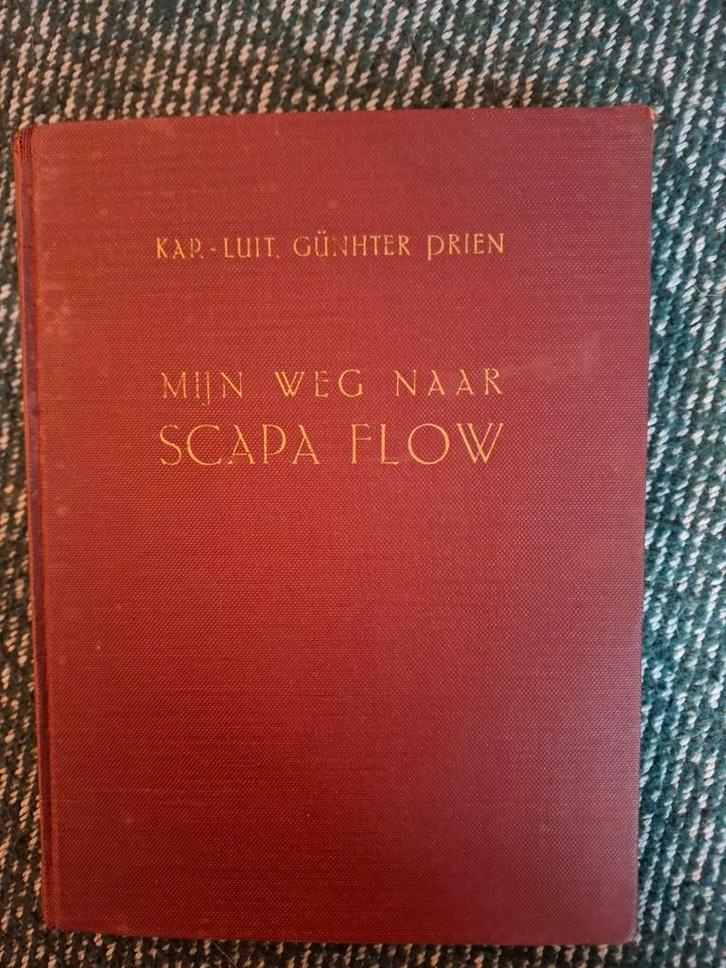 KAP.-LUIT. GÜNHTER PRIEN
MIJN WEG NAAR
SCAPA FLOW